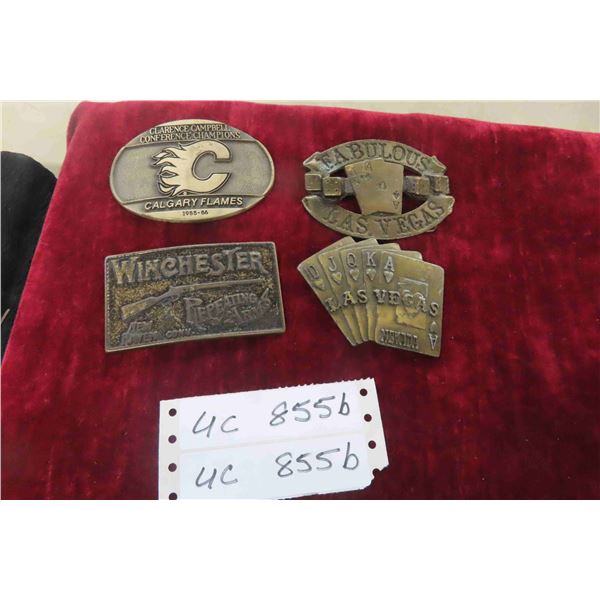 CLARENCE CAMPBELL
CONFERENCE CHAMPIONS
C
CALGARY FLAMES
1985-86
FABULOUS
A
LAS VEGAS
WINCHESTER
REPEATING
ARMS
NEW
HAVEN CONN
J Q K A
LAS VEGAS
NEVADA
A
4C 855b
4C 855b